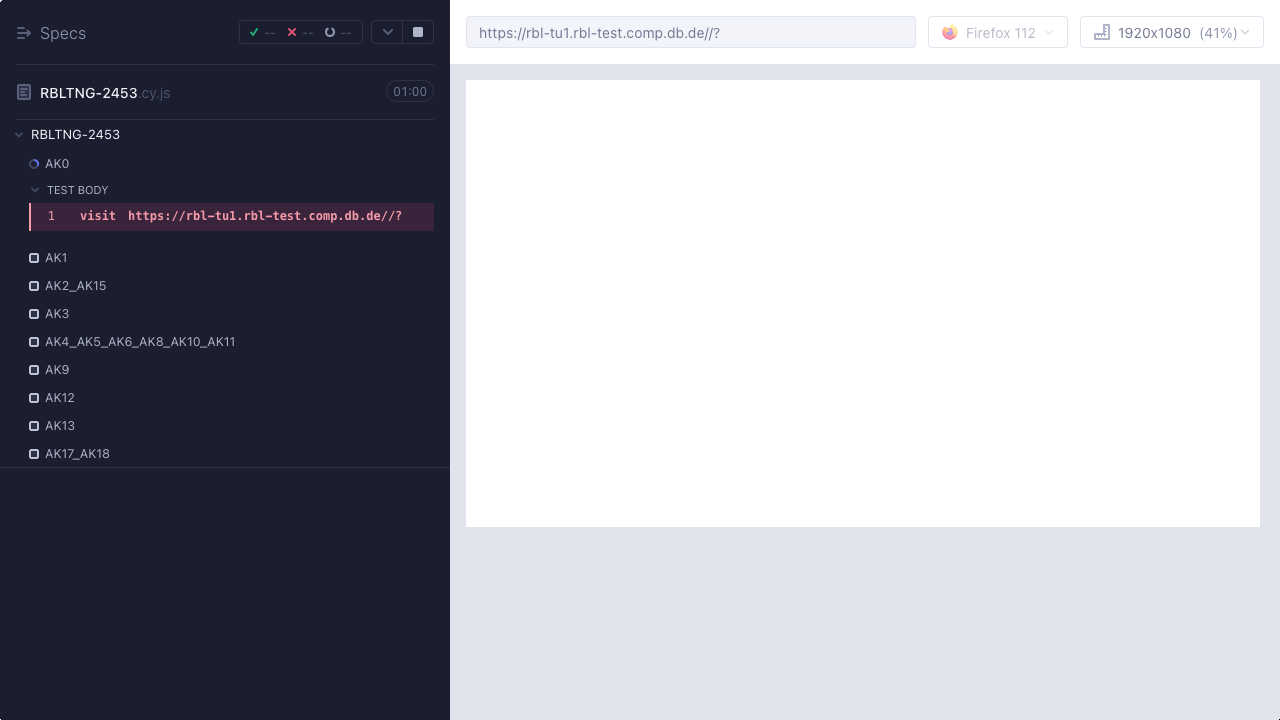 Specs
-- -- --
RBLTNG-2453.cy.js
01:00
RBLTNG-2453
AK0
TEST BODY
1 visit https://rbl-tu1.rbl-test.comp.db.de//?
AK1
AK2_AK15
AK3
AK4_AK5_AK6_AK8_AK10_AK11
AK9
AK12
AK13
AK17_AK18
https://rbl-tu1.rbl-test.comp.db.de//?
Firefox 112
1920x1080 (41%)